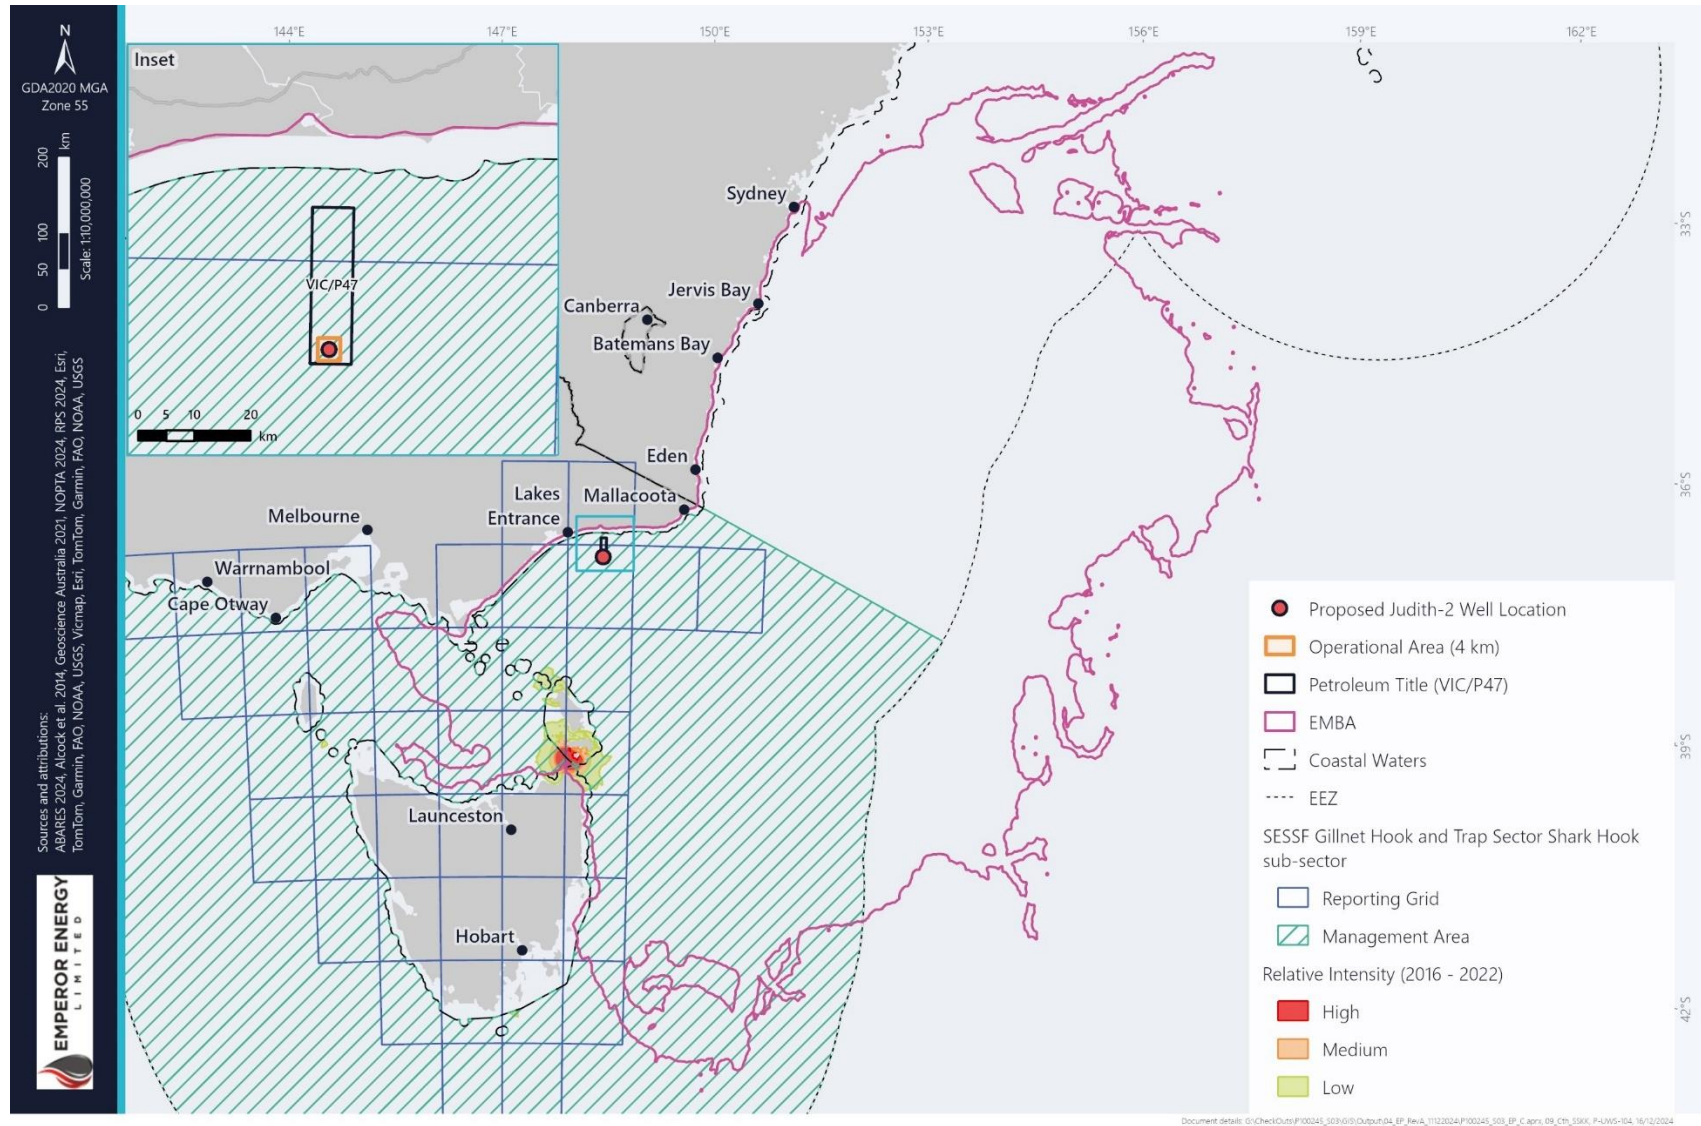 N
GDA2020 MGA
Zone 55
0 50 100 200
km
Scale: 1:10,000,000
Sources and attributions:
ABARES 2024, Alcock et al. 2014, Geoscience Australia 2021, NOPTA 2024, RPS 2024, Esri,
TomTom, Garmin, FAO, NOAA, USGS, Vicmap, Esri, TomTom, Garmin, FAO, NOAA, USGS
EMPEROR ENERGY
LIMITED
144°E 147°E 150°E 153°E 156°E 159°E 162°E
Inset
VIC/P47
0 5 10 20
km
Sydney
Jervis Bay
Canberra
Batemans Bay
Eden
Lakes
Entrance
Mallacoota
Melbourne
Warrnambool
Cape Otway
Launceston
Hobart
33°S
36°S
39°S
42°S
Proposed Judith-2 Well Location
Operational Area (4 km)
Petroleum Title (VIC/P47)
EMBA
Coastal Waters
EEZ
SESSF Gillnet Hook and Trap Sector Shark Hook
sub-sector
Reporting Grid
Management Area
Relative Intensity (2016 - 2022)
High
Medium
Low